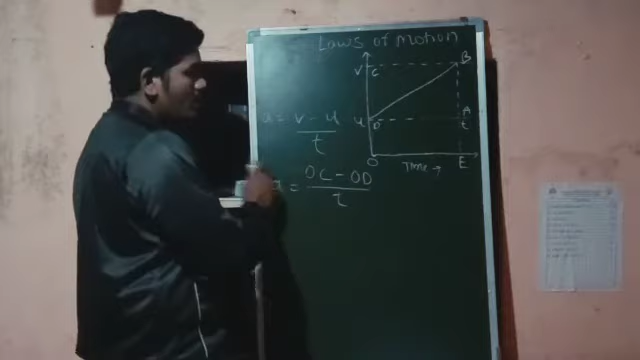 Laws of motion
V C B
a = v - u / t
u D A
t
O Time → E
a = OC - OD / t